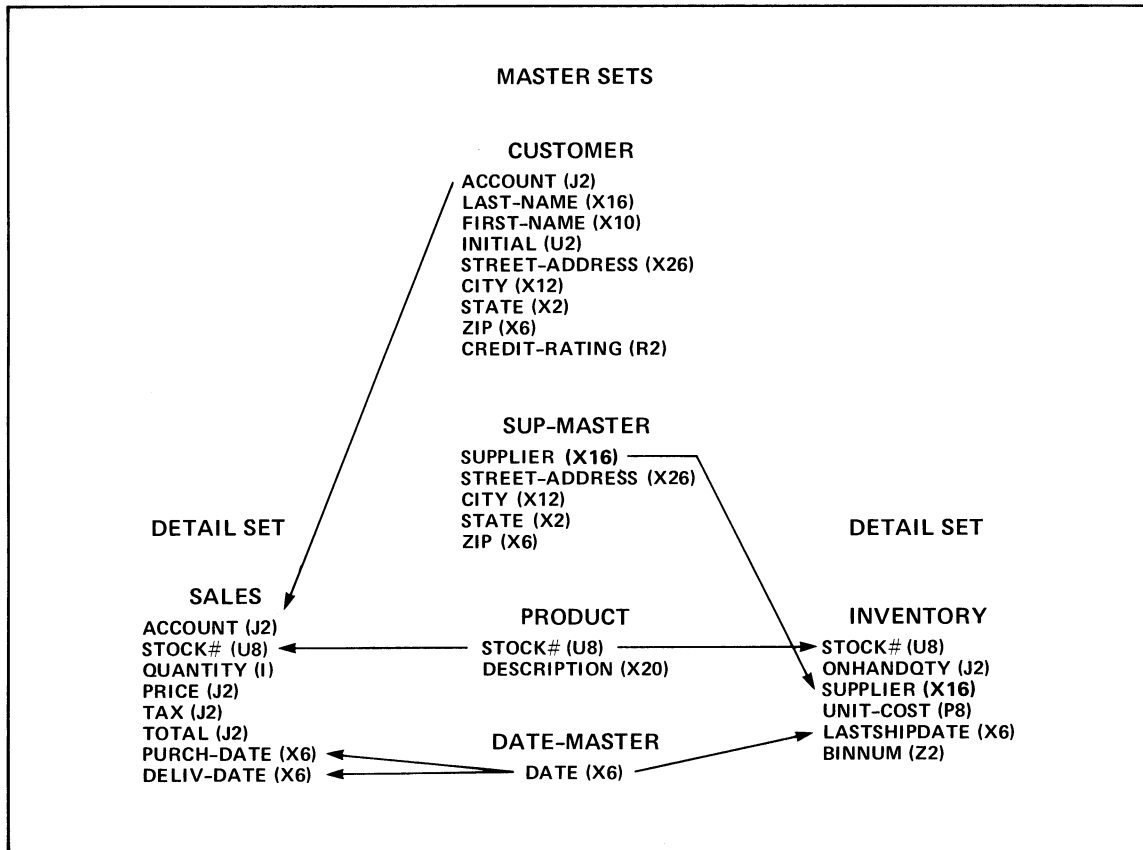 MASTER SETS
CUSTOMER
ACCOUNT (J2)
LAST-NAME (X16)
FIRST-NAME (X10)
INITIAL (U2)
STREET-ADDRESS (X26)
CITY (X12)
STATE (X2)
ZIP (X6)
CREDIT-RATING (R2)
SUP-MASTER
SUPPLIER (X16)
STREET-ADDRESS (X26)
CITY (X12)
STATE (X2)
ZIP (X6)
DETAIL SET
SALES
ACCOUNT (J2)
STOCK# (U8)
QUANTITY (I)
PRICE (J2)
TAX (J2)
TOTAL (J2)
PURCH-DATE (X6)
DELIV-DATE (X6)
PRODUCT
STOCK# (U8)
DESCRIPTION (X20)
DATE-MASTER
DATE (X6)
DETAIL SET
INVENTORY
STOCK# (U8)
ONHANDQTY (J2)
SUPPLIER (X16)
UNIT-COST (P8)
LASTSHIPDATE (X6)
BINNUM (Z2)